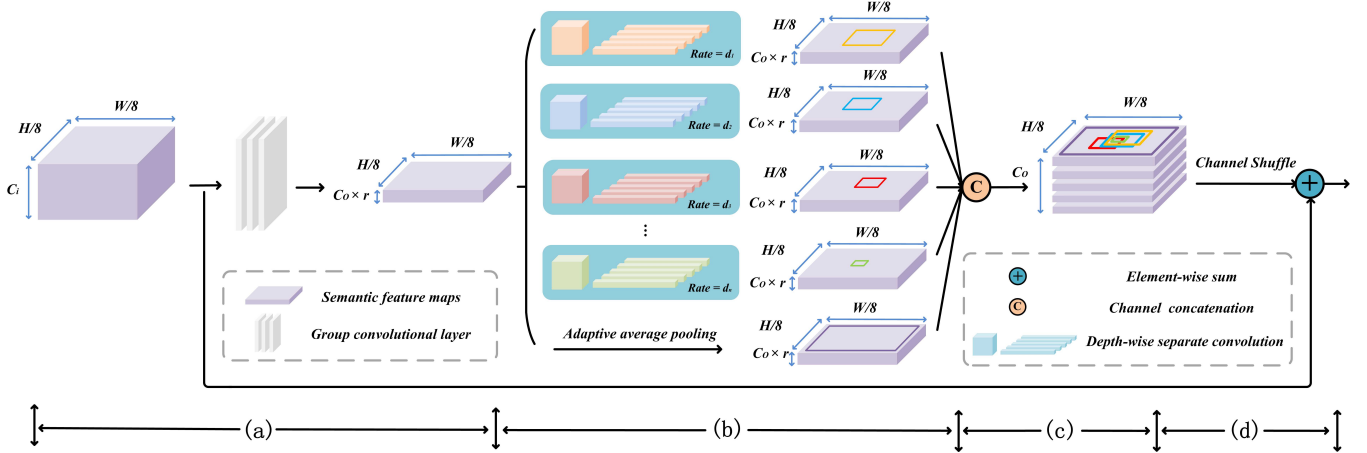 W/8
H/8
Ci
W/8
H/8
Co × r
Rate = d1
W/8
H/8
Co × r
Rate = d2
W/8
H/8
Co × r
Rate = d3
W/8
H/8
Co × r
...
Rate = dn
W/8
H/8
Co × r
Adaptive average pooling
W/8
H/8
Co × r
C
W/8
H/8
Co
Channel Shuffle
+
Semantic feature maps
Group convolutional layer
+ Element-wise sum
C Channel concatenation
Depth-wise separate convolution
(a) (b) (c) (d)